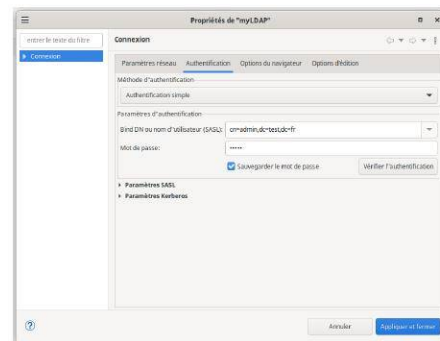 Propriétés de "myLDAP"
entrer le texte du filtre
Connexion
Connexion
Paramètres réseau Authentification Options du navigateur Options d'édition
Méthode d'authentification
Authentification simple
Paramètres d'authentification
Bind DN ou nom d'utilisateur (SASL): cn=admin,dc=test,dc=fr
Mot de passe: •••••
Sauvegarder le mot de passe Vérifier l'authentification
Paramètres SASL
Paramètres Kerberos
Annuler Appliquer et fermer